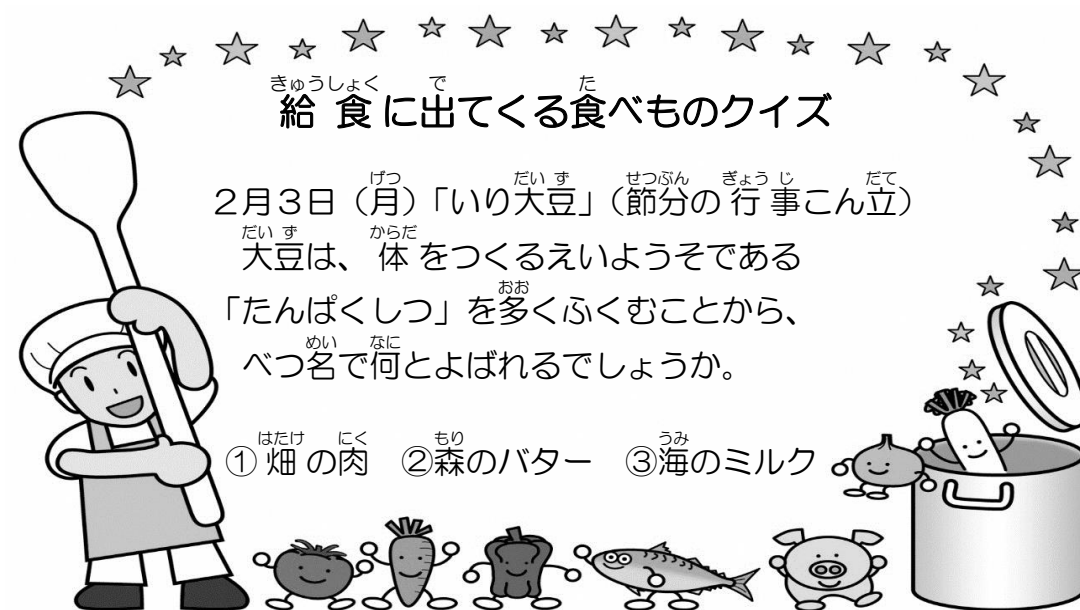 給食に出てくる食べものクイズ
２月３日（月）「いり大豆」（節分の行事こん立）
大豆は、体をつくるえいようそである
「たんぱくしつ」を多くふくむことから、
べつ名で何とよばれるでしょうか。
①畑の肉　②森のバター　③海のミルク